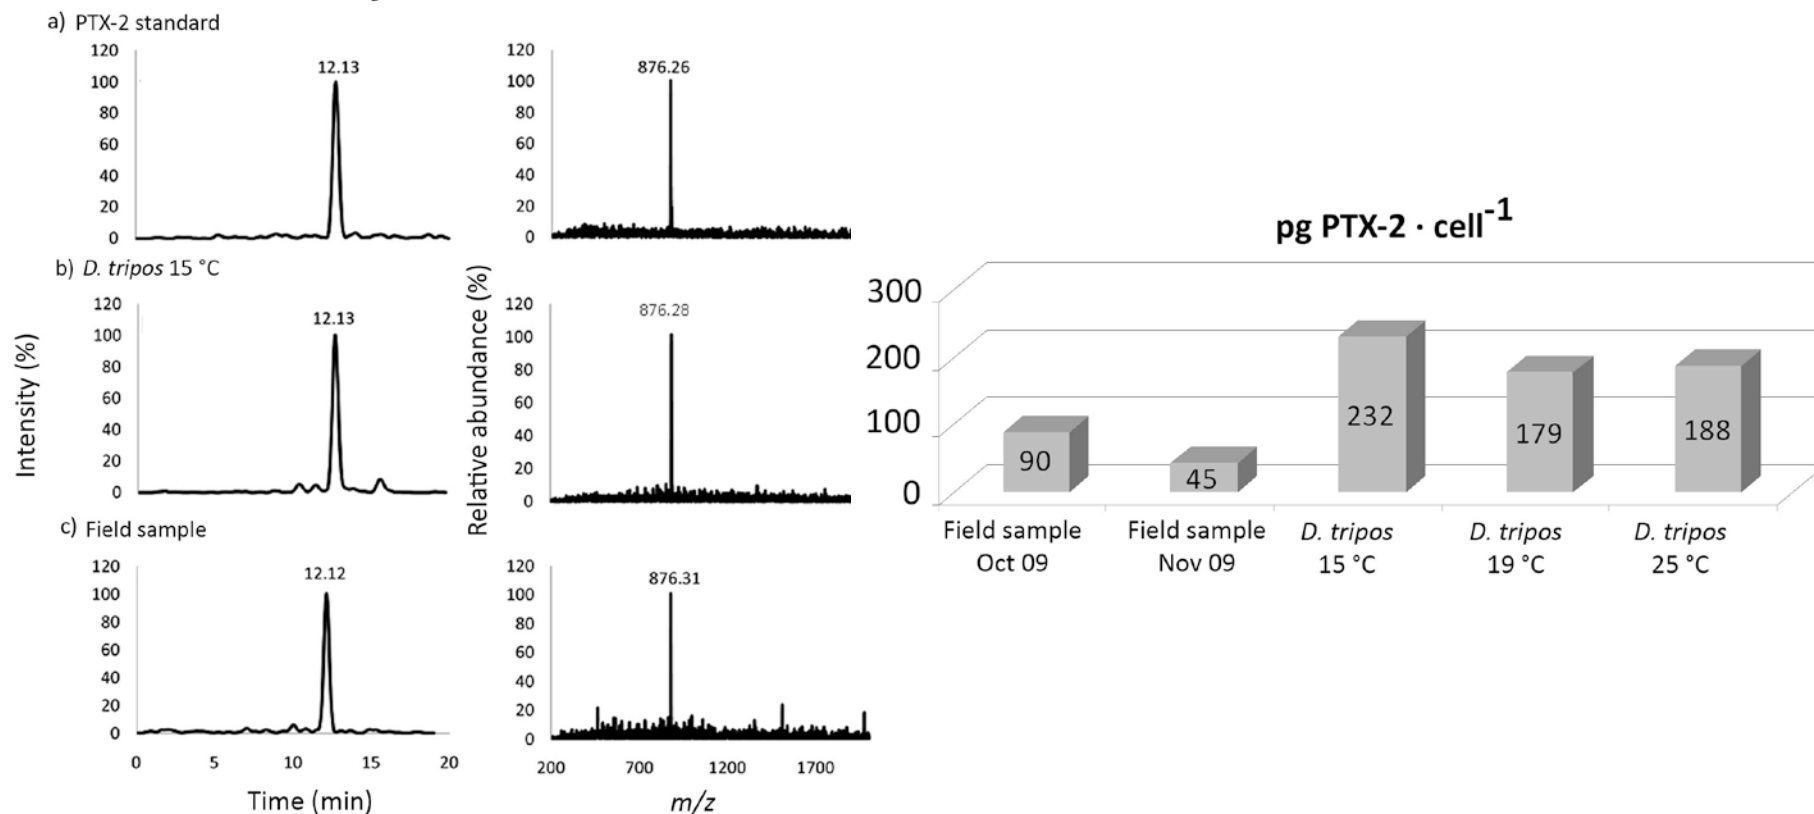 a) PTX-2 standard
120
100
80
60
40
20
0
12.13
120
100
80
60
40
20
0
876.26
b) D. tripos 15 °C
Intensity (%)
120
100
80
60
40
20
0
12.13
Relative abundance (%)
120
100
80
60
40
20
0
876.28
c) Field sample
120
100
80
60
40
20
0
12.12
0 5 10 15 20
Time (min)
120
100
80
60
40
20
0
876.31
200 700 1200 1700
m/z
pg PTX-2 · cell-1
300
200
100
0
90
45
232
179
188
Field sample
Oct 09
Field sample
Nov 09
D. tripos
15 °C
D. tripos
19 °C
D. tripos
25 °C